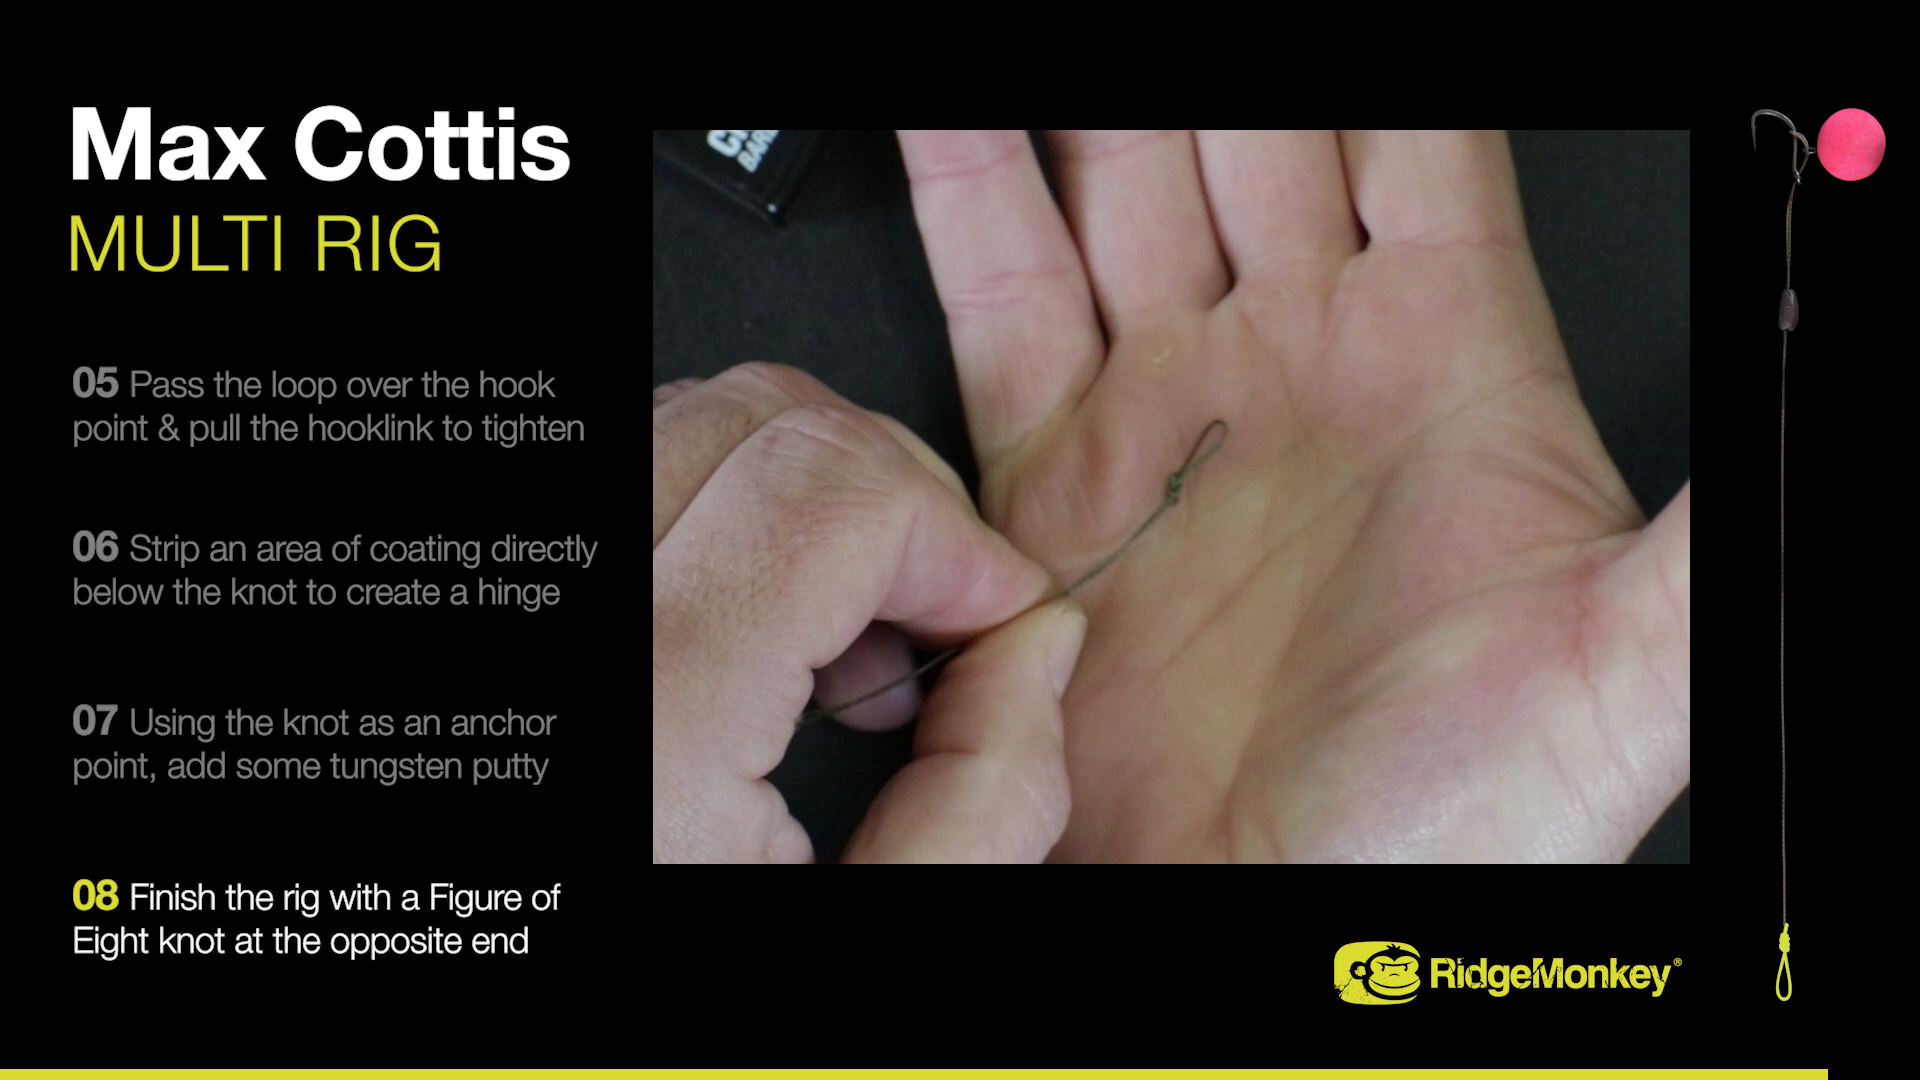 Max Cottis
MULTI RIG
05 Pass the loop over the hook
point & pull the hooklink to tighten
06 Strip an area of coating directly
below the knot to create a hinge
07 Using the knot as an anchor
point, add some tungsten putty
08 Finish the rig with a Figure of
Eight knot at the opposite end
RidgeMonkey®